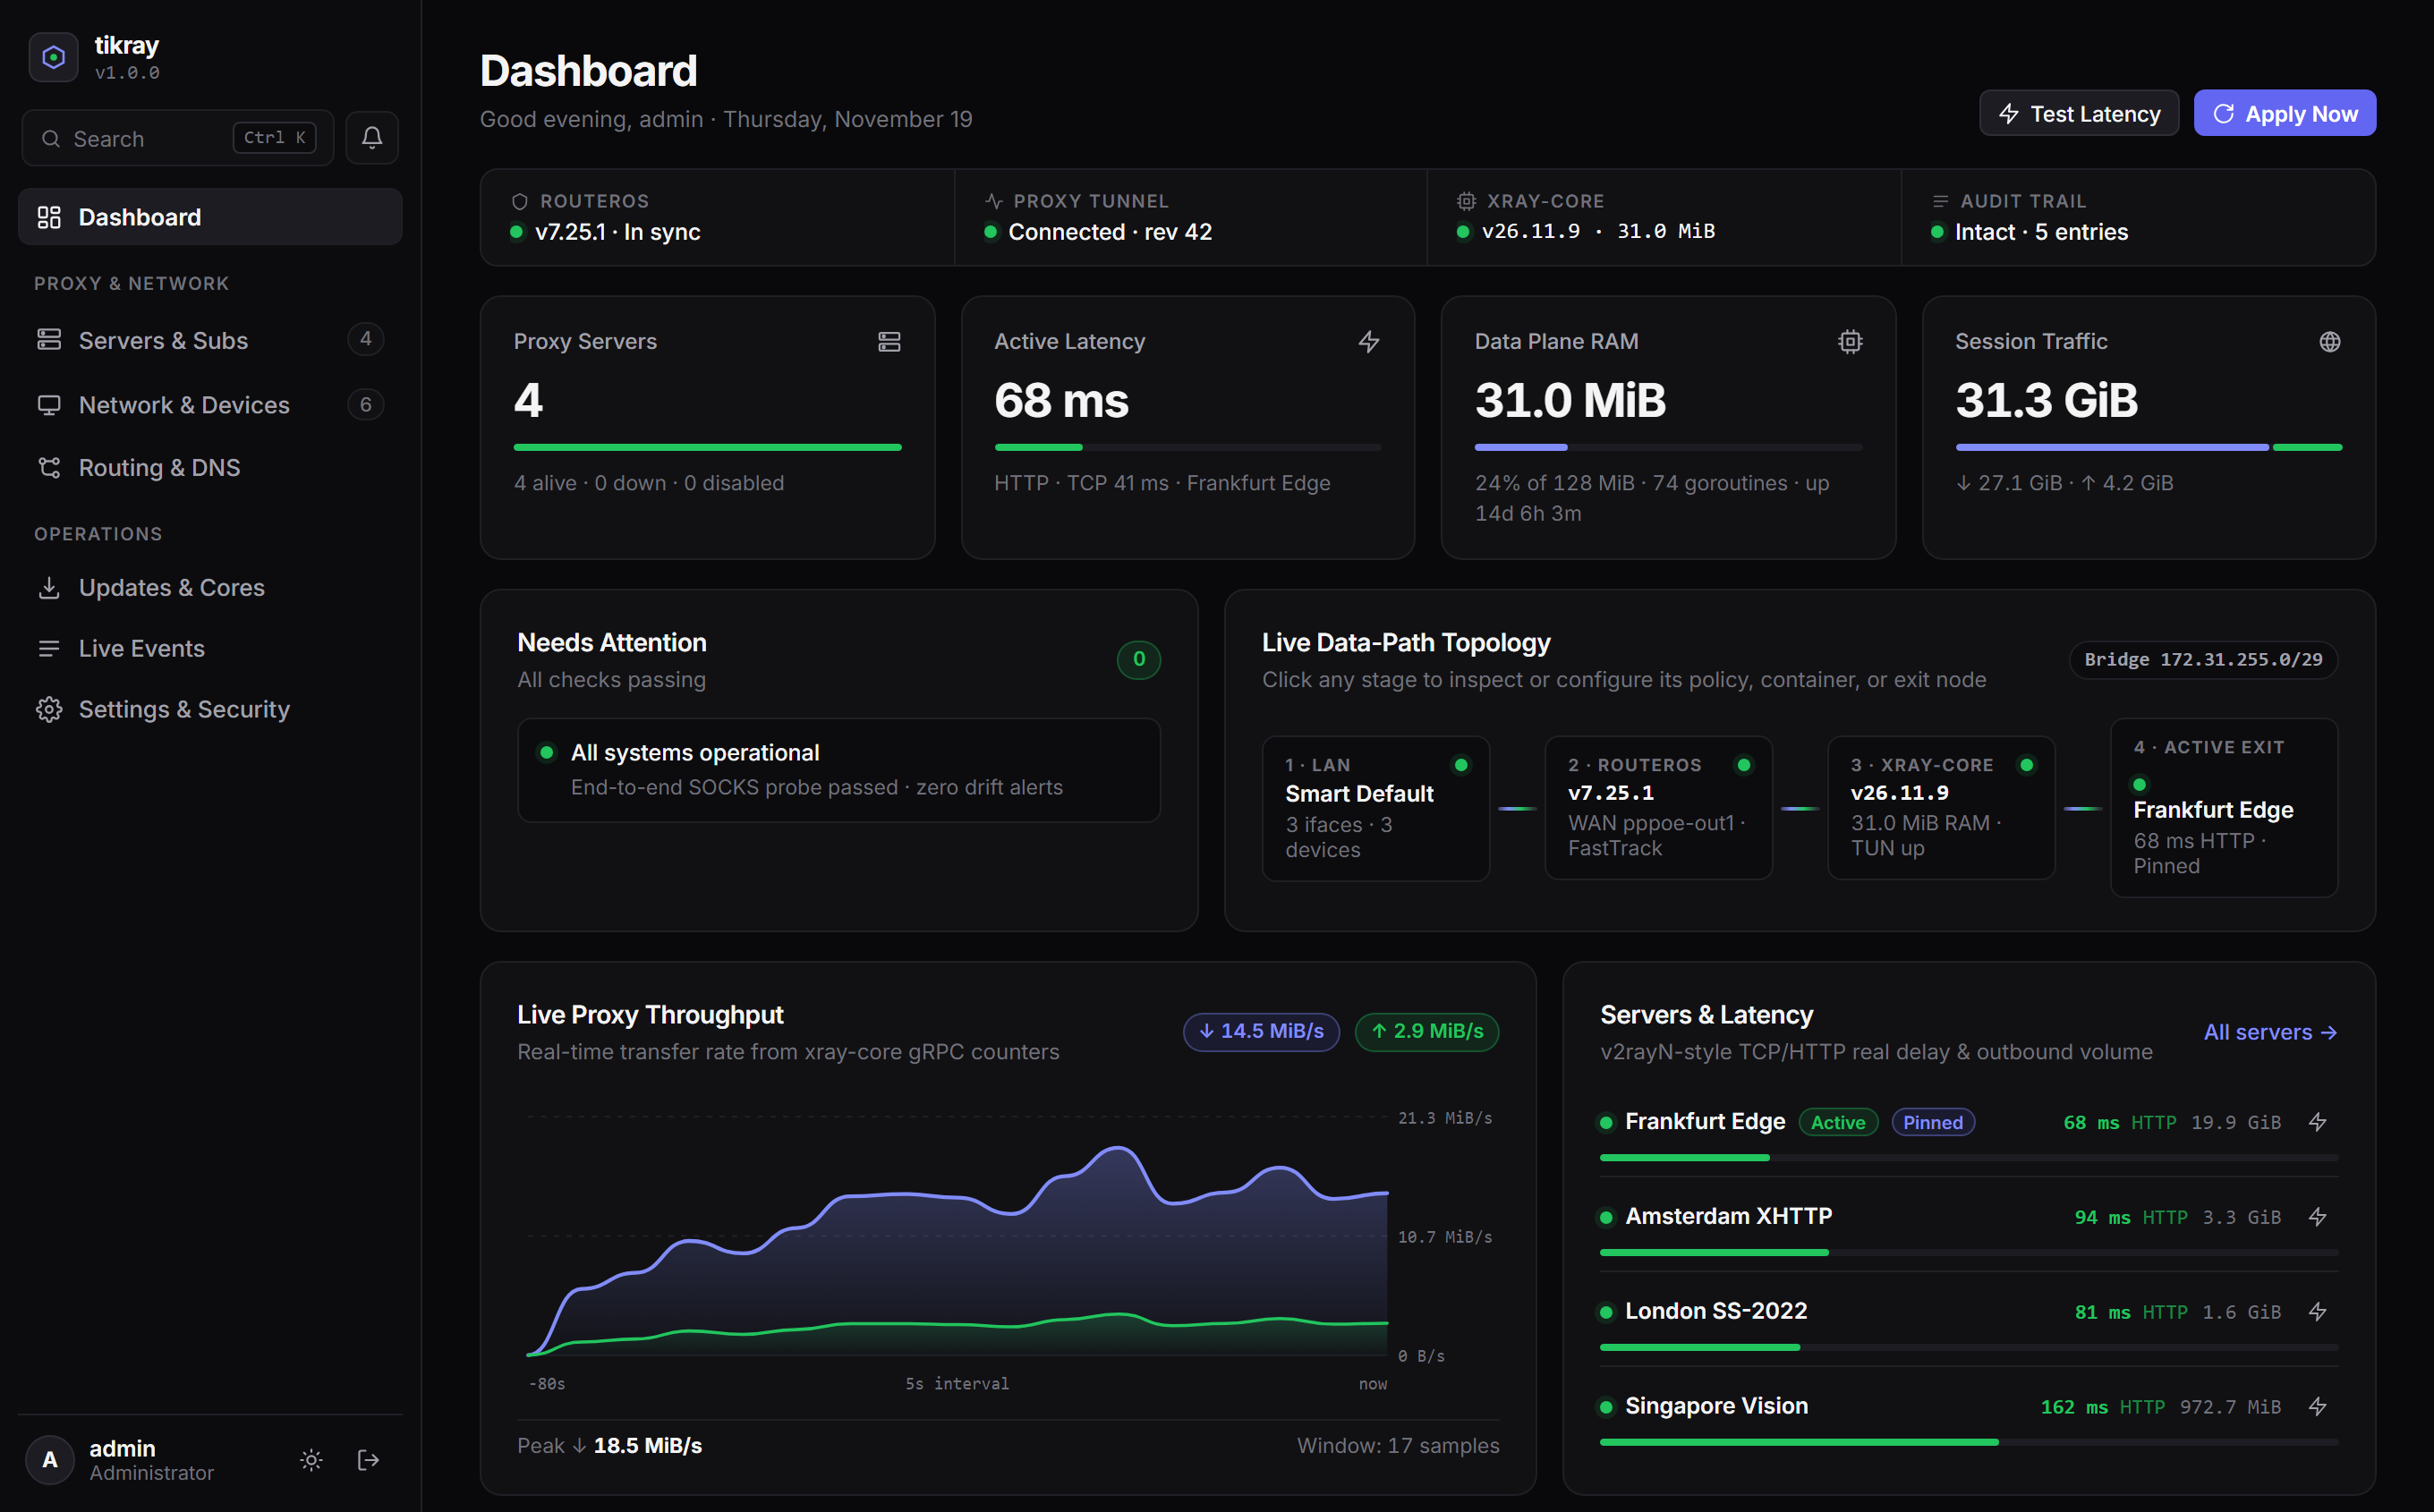 tikray
v1.0.0
Search
Ctrl K
Dashboard
PROXY & NETWORK
Servers & Subs
4
Network & Devices
6
Routing & DNS
OPERATIONS
Updates & Cores
Live Events
Settings & Security
A
admin
Administrator
Dashboard
Good evening, admin · Thursday, November 19
Test Latency
Apply Now
ROUTEROS
v7.25.1 · In sync
PROXY TUNNEL
Connected · rev 42
XRAY-CORE
v26.11.9 · 31.0 MiB
AUDIT TRAIL
Intact · 5 entries
Proxy Servers
4
4 alive · 0 down · 0 disabled
Active Latency
68 ms
HTTP · TCP 41 ms · Frankfurt Edge
Data Plane RAM
31.0 MiB
24% of 128 MiB · 74 goroutines · up
14d 6h 3m
Session Traffic
31.3 GiB
↓ 27.1 GiB · ↑ 4.2 GiB
Needs Attention
All checks passing
0
All systems operational
End-to-end SOCKS probe passed · zero drift alerts
Live Data-Path Topology
Click any stage to inspect or configure its policy, container, or exit node
Bridge 172.31.255.0/29
1 · LAN
Smart Default
3 ifaces · 3
devices
2 · ROUTEROS
v7.25.1
WAN pppoe-out1 ·
FastTrack
3 · XRAY-CORE
v26.11.9
31.0 MiB RAM ·
TUN up
4 · ACTIVE EXIT
Frankfurt Edge
68 ms HTTP ·
Pinned
Live Proxy Throughput
Real-time transfer rate from xray-core gRPC counters
↓ 14.5 MiB/s
↑ 2.9 MiB/s
21.3 MiB/s
10.7 MiB/s
0 B/s
-80s
5s interval
now
Peak ↓ 18.5 MiB/s
Window: 17 samples
Servers & Latency
v2rayN-style TCP/HTTP real delay & outbound volume
All servers →
Frankfurt Edge Active Pinned 68 ms HTTP 19.9 GiB
Amsterdam XHTTP 94 ms HTTP 3.3 GiB
London SS-2022 81 ms HTTP 1.6 GiB
Singapore Vision 162 ms HTTP 972.7 MiB